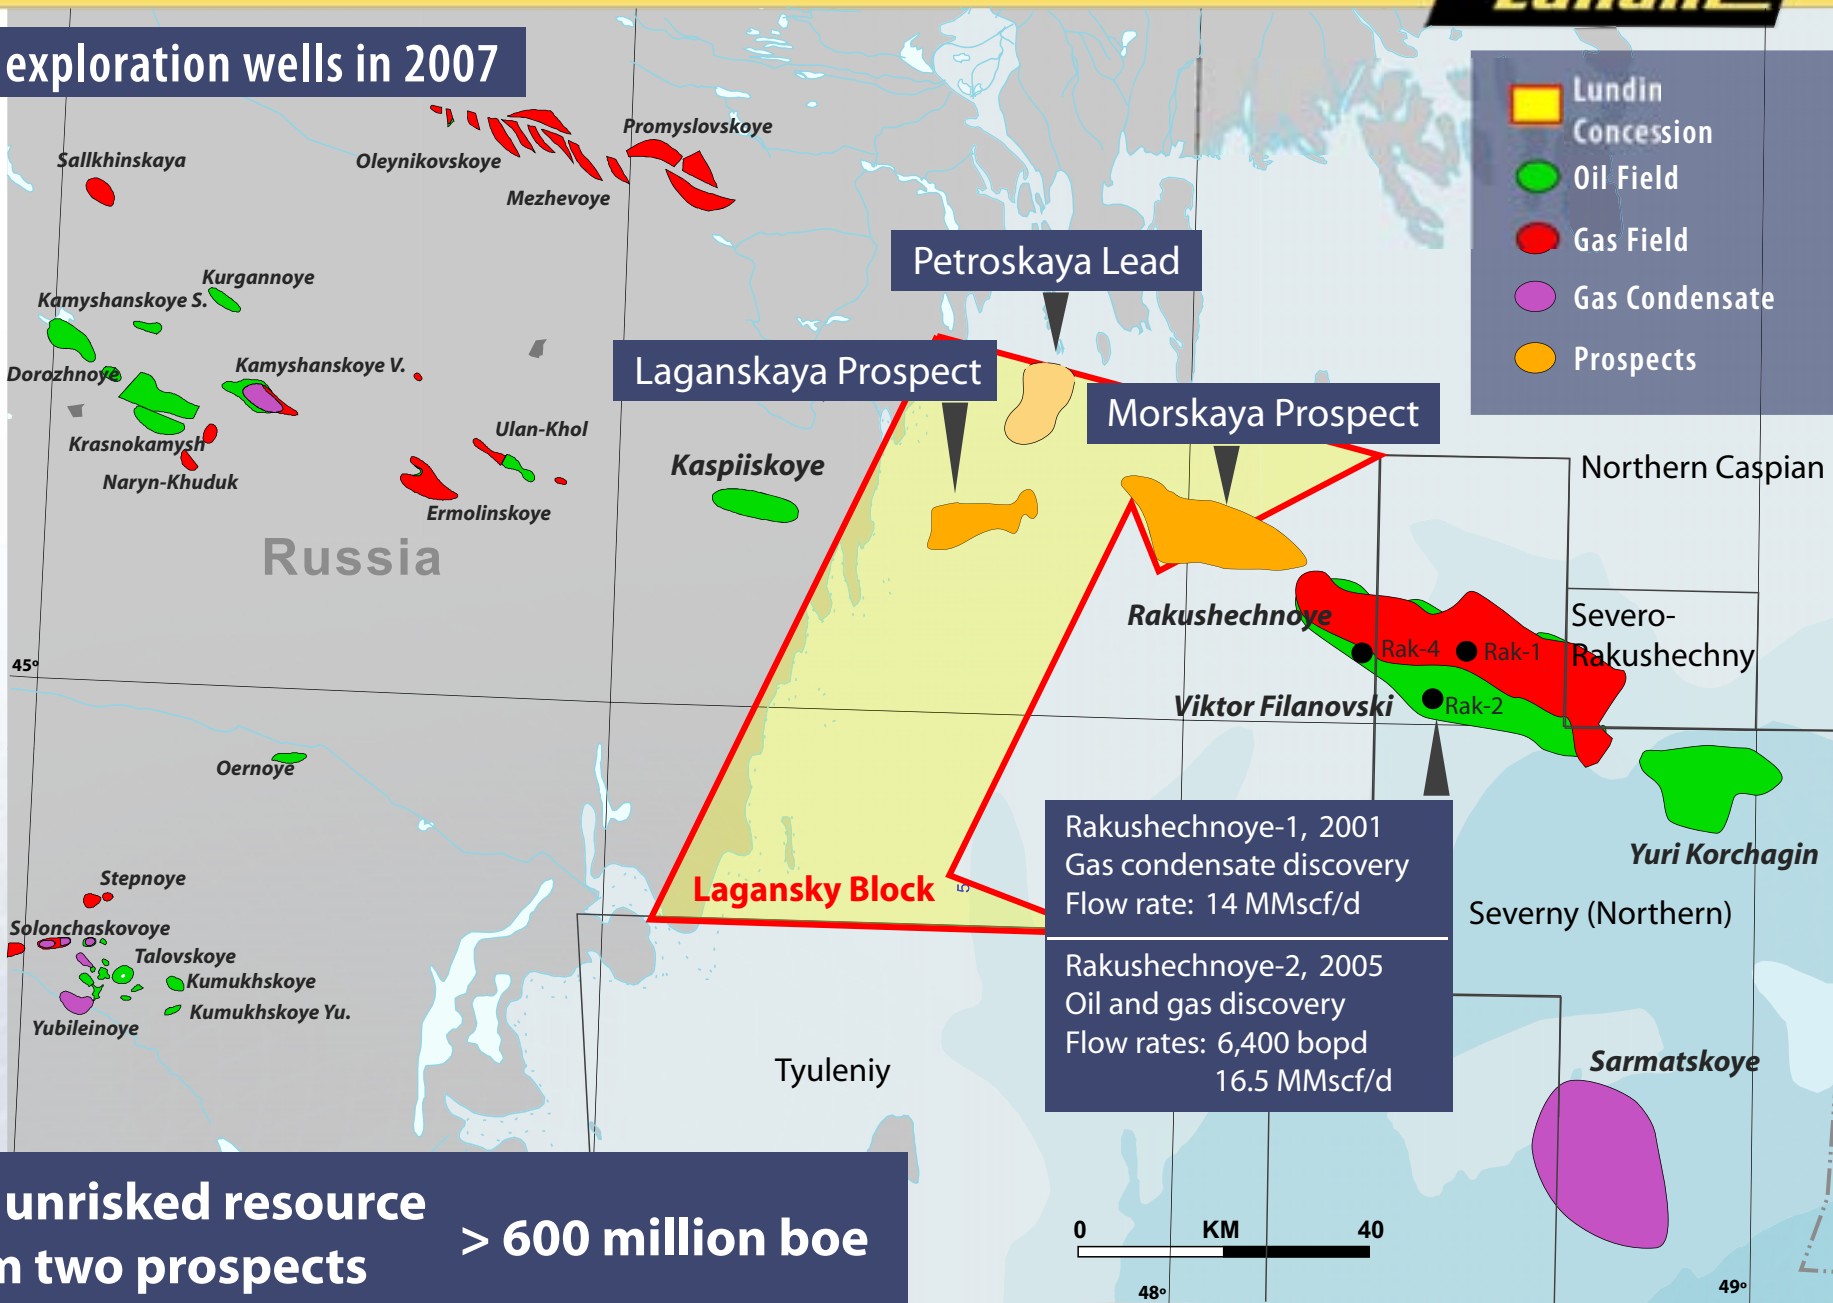 exploration wells in 2007
Lundin
Concession
Oil Field
Gas Field
Gas Condensate
Prospects
Promyslovskoye
Oleynikovskoye
Mezhevoye
Sallkhinskaya
Kurgannoye
Kamyshanskoye S.
Dorozhnoye
Kamyshanskoye V.
Krasnokamysh
Naryn-Khuduk
Ulan-Khol
Ermolinskoye
Kaspiiskoye
Russia
Petroskaya Lead
Laganskaya Prospect
Morskaya Prospect
Northern Caspian
Rakushechnoye
Severo-
Rakushechny
Rak-4
Rak-1
Viktor Filanovski
Rak-2
45º
Oernoye
Yuri Korchagin
Lagansky Block
5
Rakushechnoye-1, 2001
Gas condensate discovery
Flow rate: 14 MMscf/d
Rakushechnoye-2, 2005
Oil and gas discovery
Flow rates: 6,400 bopd
16.5 MMscf/d
Severny (Northern)
Stepnoye
Solonchaskovoye
Talovskoye
Kumukhskoye
Kumukhskoye Yu.
Yubileinoye
Tyuleniy
Sarmatskoye
unrisked resource
two prospects
> 600 million boe
0 KM 40
48º
49º